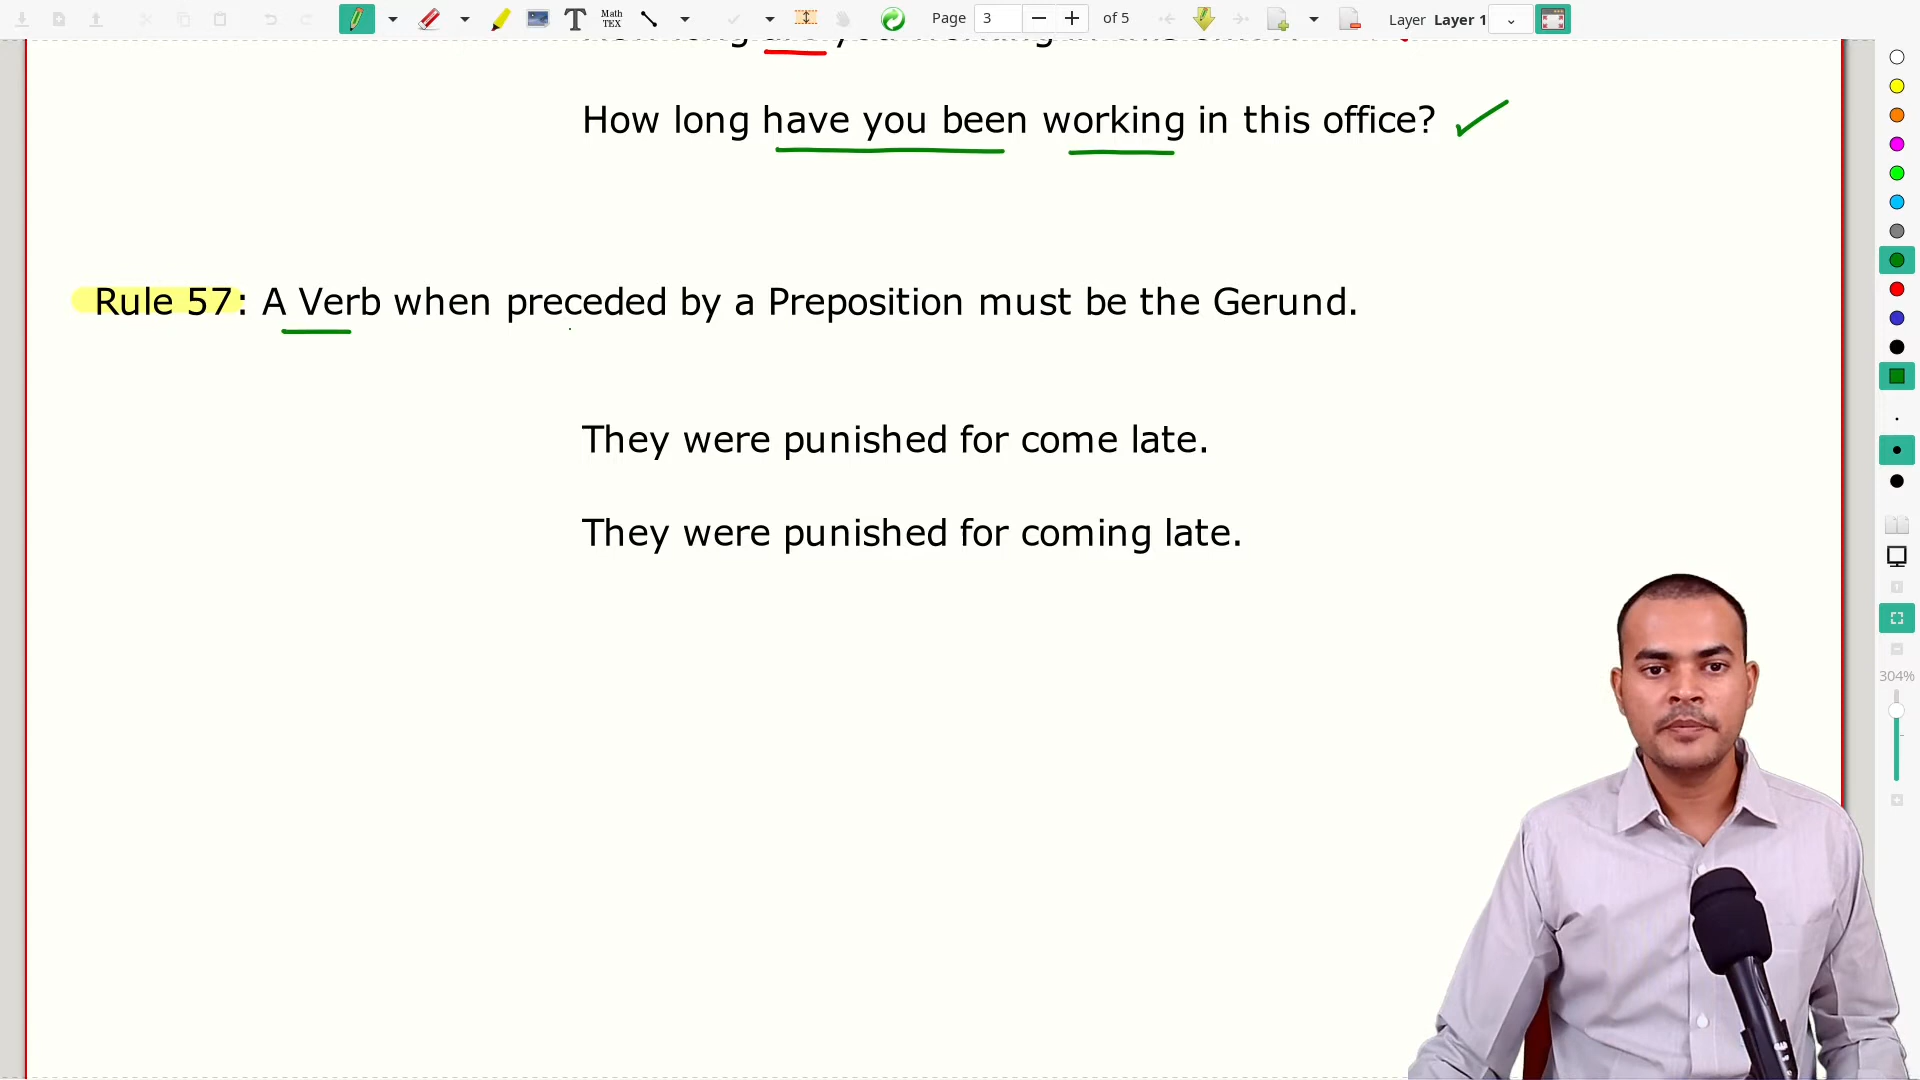 Page 3 of 5 Layer Layer 1
Math
TEX
How long have you been working in this office?
Rule 57: A Verb when preceded by a Preposition must be the Gerund.
They were punished for come late.
They were punished for coming late.
304%